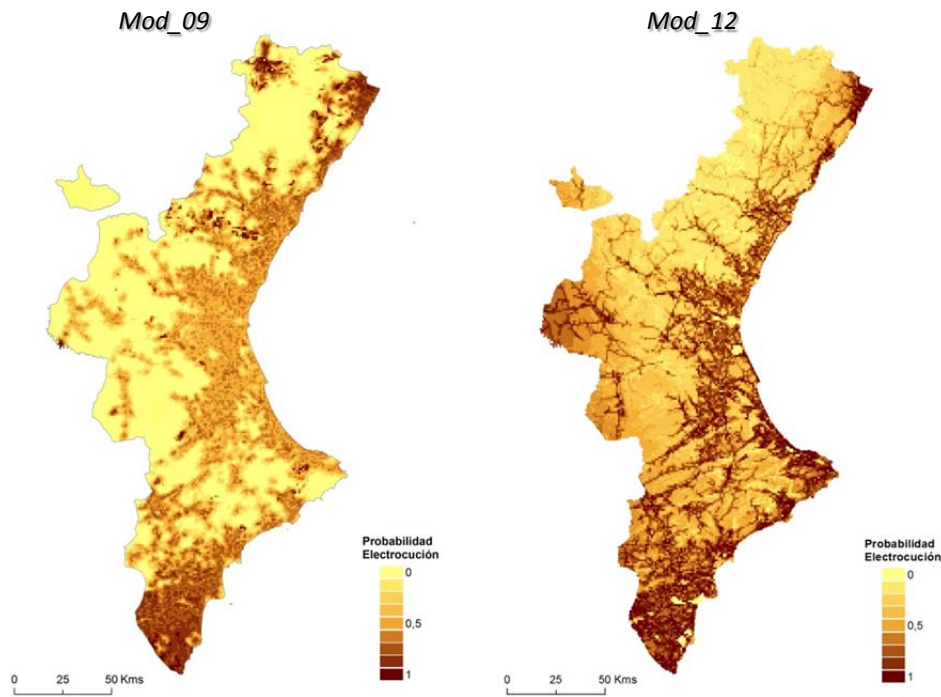 Mod_09
Mod_12
Probabilidad
Electrocución
0
0,5
1
0 25 50 Kms
Probabilidad
Electrocución
0
0,5
1
0 25 50 Kms